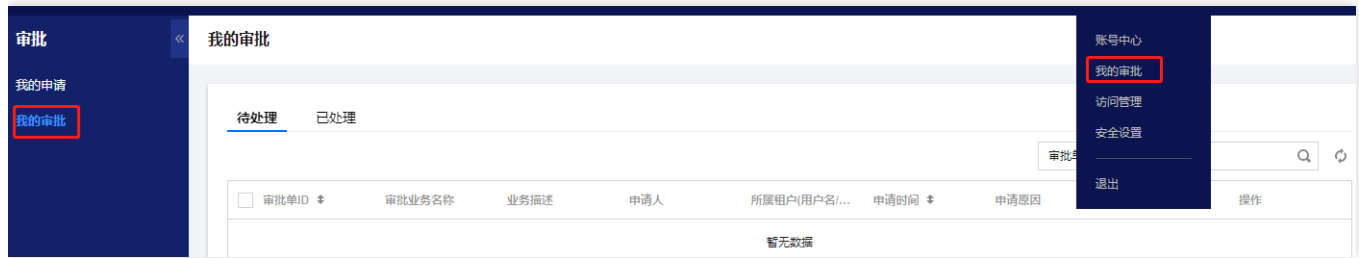 审批
«
我的审批
我的申请
我的审批
待处理
已处理
审批
审批单ID
审批业务名称
业务描述
申请人
所属租户(用户名/...
申请时间
申请原因
操作
暂无数据
账号中心
我的审批
访问管理
安全设置
退出